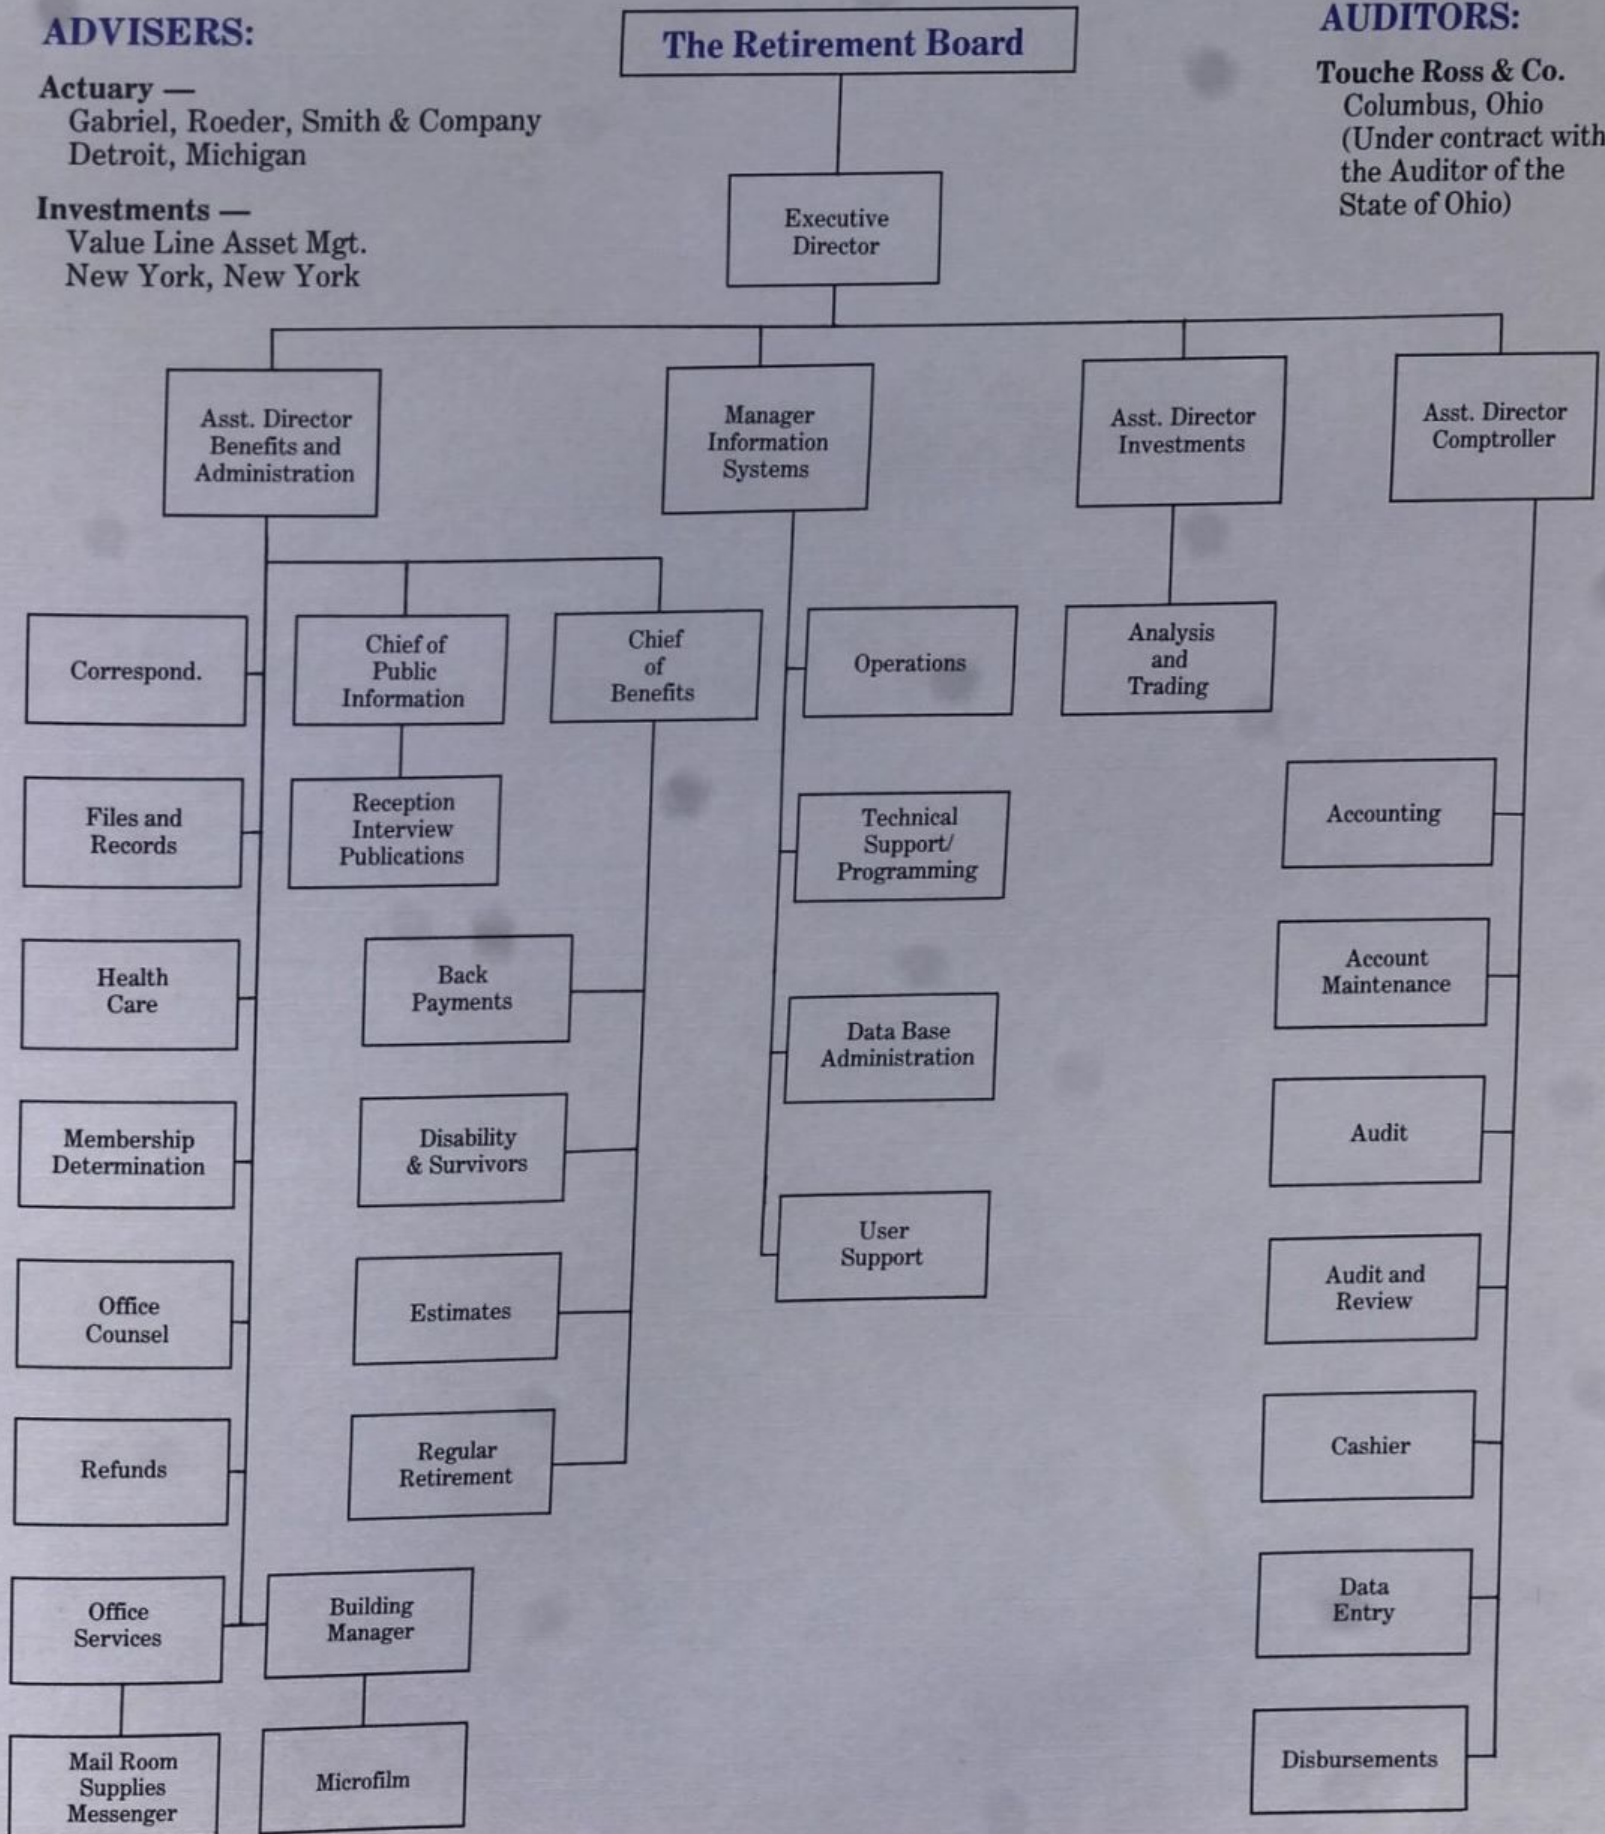 ADVISERS:
Actuary —
Gabriel, Roeder, Smith & Company
Detroit, Michigan
Investments —
Value Line Asset Mgt.
New York, New York
The Retirement Board
AUDITORS:
Touche Ross & Co.
Columbus, Ohio
(Under contract with
the Auditor of the
State of Ohio)
Executive
Director
Asst. Director
Benefits and
Administration
Manager
Information
Systems
Asst. Director
Investments
Asst. Director
Comptroller
Correspond.
Chief of
Public
Information
Chief
of
Benefits
Operations
Analysis
and
Trading
Files and
Records
Reception
Interview
Publications
Technical
Support/
Programming
Accounting
Health
Care
Back
Payments
Data Base
Administration
Account
Maintenance
Membership
Determination
Disability
& Survivors
User
Support
Audit
Office
Counsel
Estimates
Audit and
Review
Refunds
Regular
Retirement
Cashier
Office
Services
Building
Manager
Data
Entry
Mail Room
Supplies
Messenger
Microfilm
Disbursements